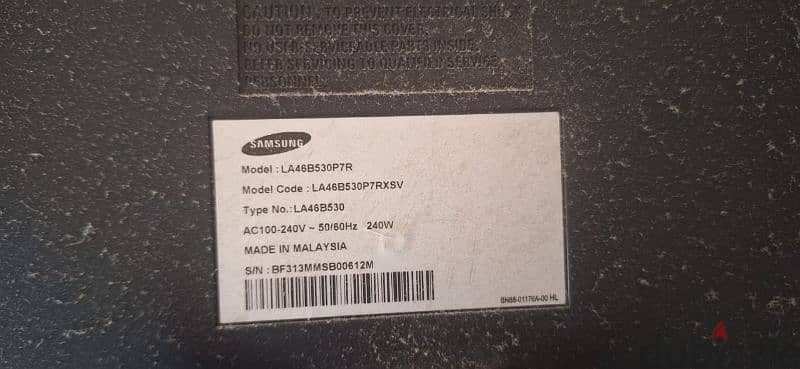 CAUTION: TO PREVENT ELECTRICAL SHOCK
DO NOT REMOVE THIS COVER.
NO USER-SERVICEABLE PARTS INSIDE.
REFER SERVICING TO QUALIFIED SERVICE
PERSONNEL
SAMSUNG
Model : LA46B530P7R
Model Code : LA46B530P7RXSV
Type No.:LA46B530
AC100-240V ~ 50/60Hz 240W
MADE IN MALAYSIA
S/N : BF313MMSB00612M
BN68-01176A-00 HL